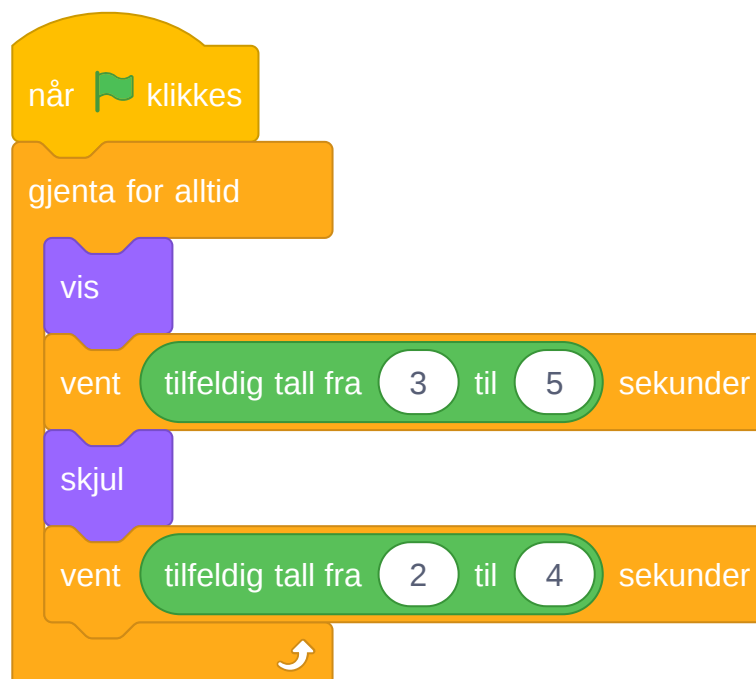 når klikkes
gjenta for alltid
vis
vent tilfeldig tall fra 3 til 5 sekunder
skjul
vent tilfeldig tall fra 2 til 4 sekunder